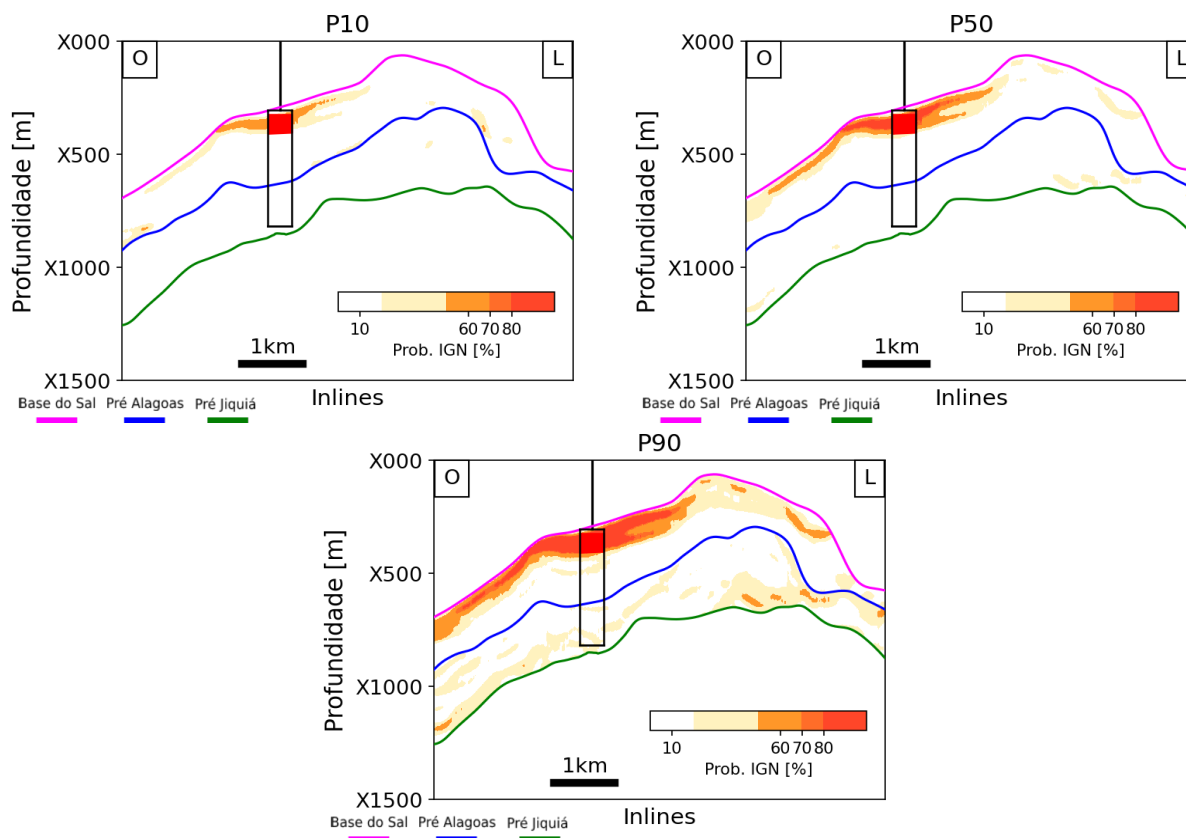 P10
X000
O
L
X500
X1000
X1500
Profundidade [m]
10
60
70
80
Prob. IGN [%]
1km
Inlines
Base do Sal
Pré Alagoas
Pré Jiquiá
P50
X000
O
L
X500
X1000
X1500
Profundidade [m]
10
60
70
80
Prob. IGN [%]
1km
Inlines
Base do Sal
Pré Alagoas
Pré Jiquiá
P90
X000
O
L
X500
X1000
X1500
Profundidade [m]
10
60
70
80
Prob. IGN [%]
1km
Inlines
Base do Sal
Pré Alagoas
Pré Jiquiá